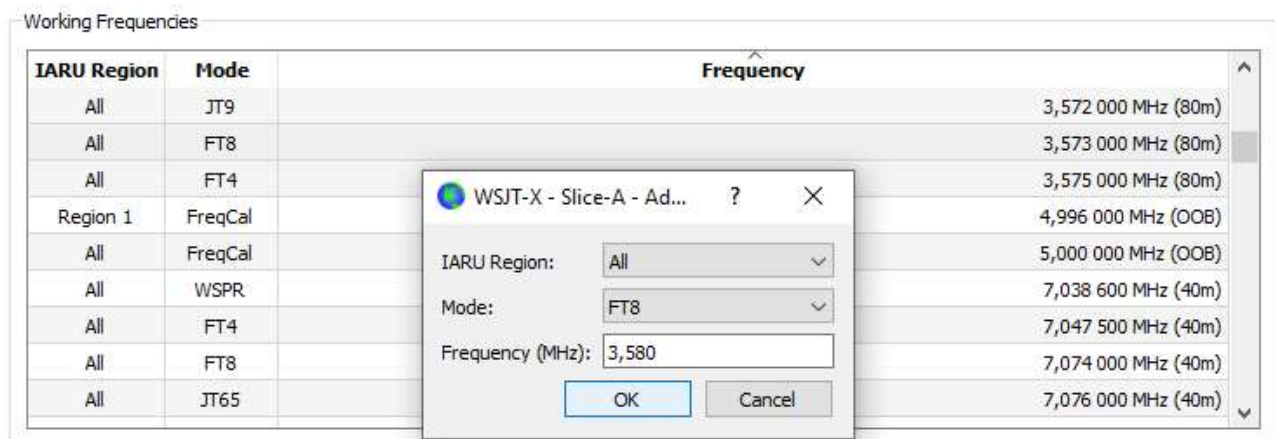 Working Frequencies
IARU Region Mode Frequency
All JT9 3,572 000 MHz (80m)
All FT8 3,573 000 MHz (80m)
All FT4 3,575 000 MHz (80m)
Region 1 FreqCal 4,996 000 MHz (OOB)
All FreqCal 5,000 000 MHz (OOB)
All WSPR 7,038 600 MHz (40m)
All FT4 7,047 500 MHz (40m)
All FT8 7,074 000 MHz (40m)
All JT65 7,076 000 MHz (40m)
WSJT-X - Slice-A - Ad... ?
IARU Region: All
Mode: FT8
Frequency (MHz): 3,580
OK Cancel